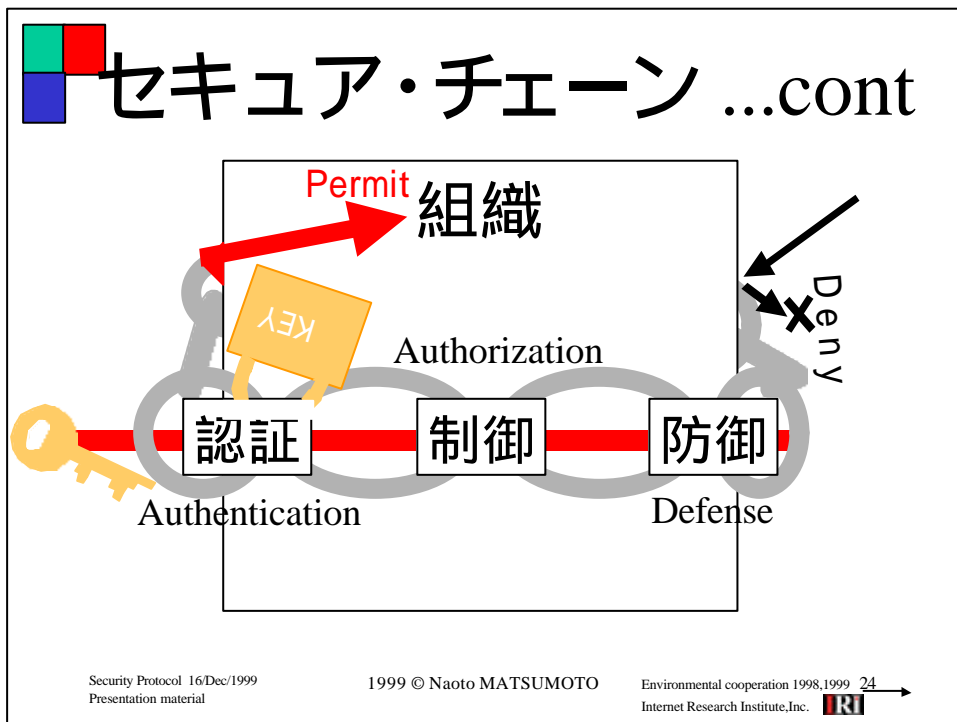 セキュア・チェーン ...cont
Permit
組織
Deny
KEY
Authorization
認証
制御
防御
Authentication
Defense
Security Protocol 16/Dec/1999
Presentation material
1999 © Naoto MATSUMOTO
Environmental cooperation 1998,1999 24
Internet Research Institute,Inc. IRI